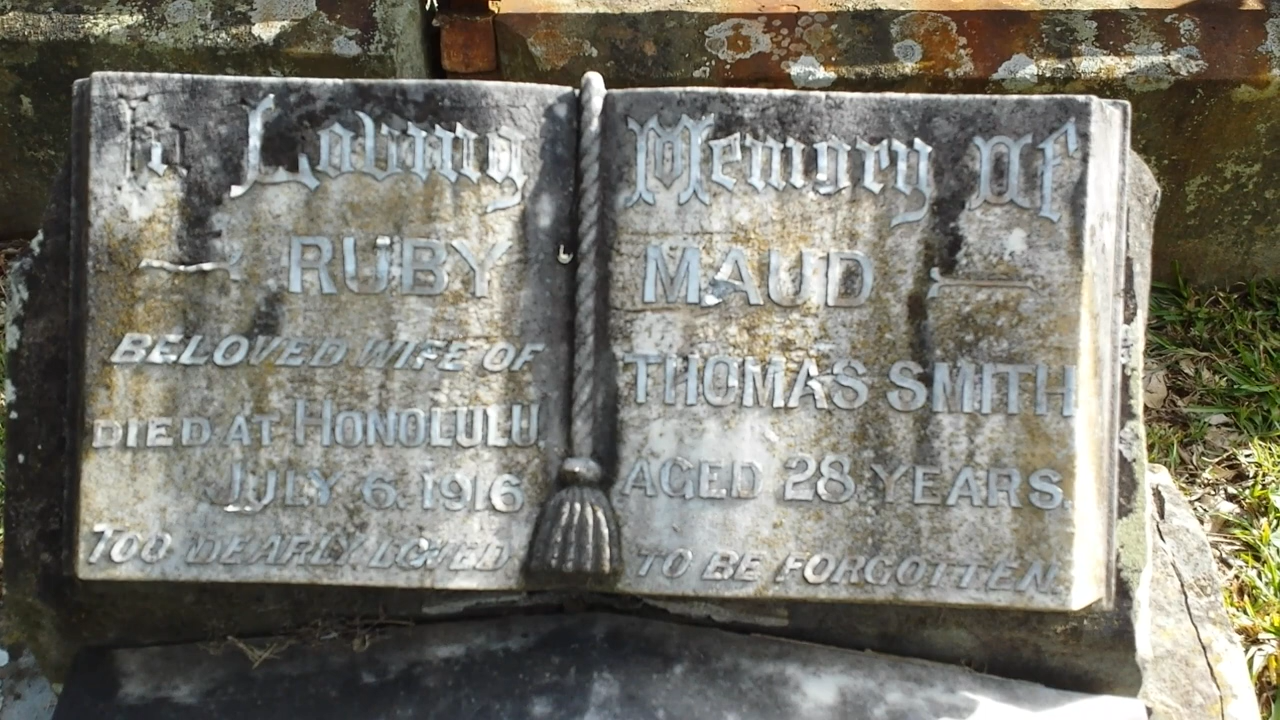 In Loving Memory of
RUBY MAUD
BELOVED WIFE OF THOMAS SMITH
DIED AT HONOLULU,
JULY 6. 1916 AGED 28 YEARS.
TOO DEARLY LOVED TO BE FORGOTTEN.